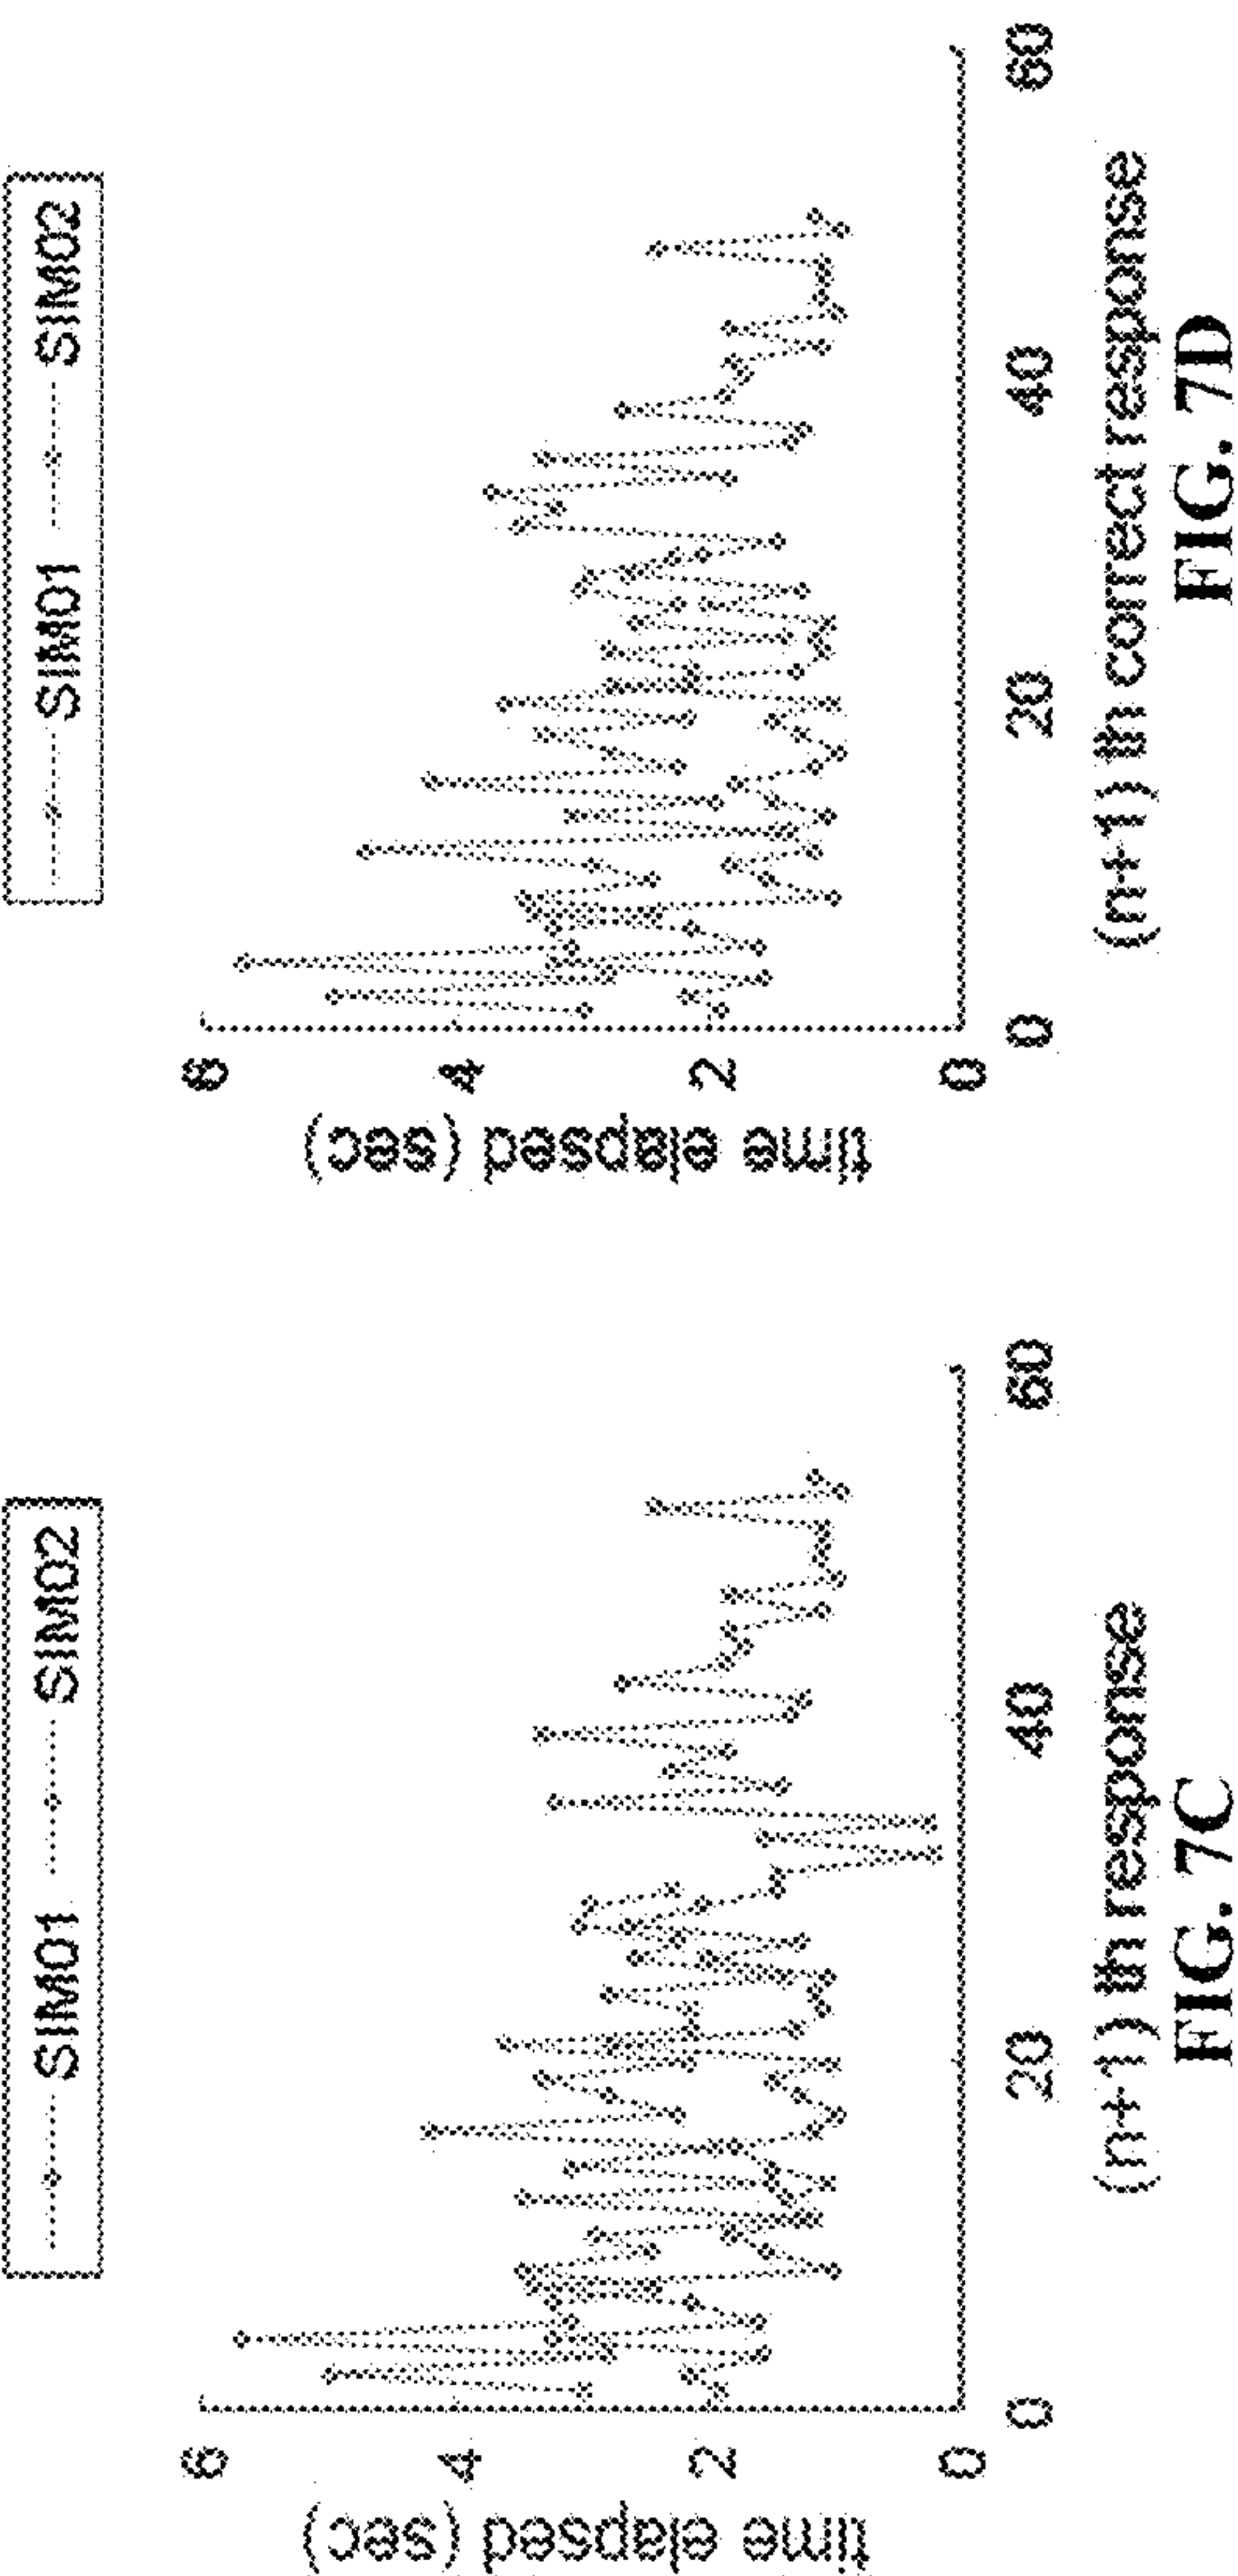 SIM01 SIM02
time elapsed (sec)
6
4
2
0
0 20 40 60
(n+1) th response
FIG. 7C
SIM01 SIM02
time elapsed (sec)
6
4
2
0
0 20 40 60
(n+1) th correct response
FIG. 7D